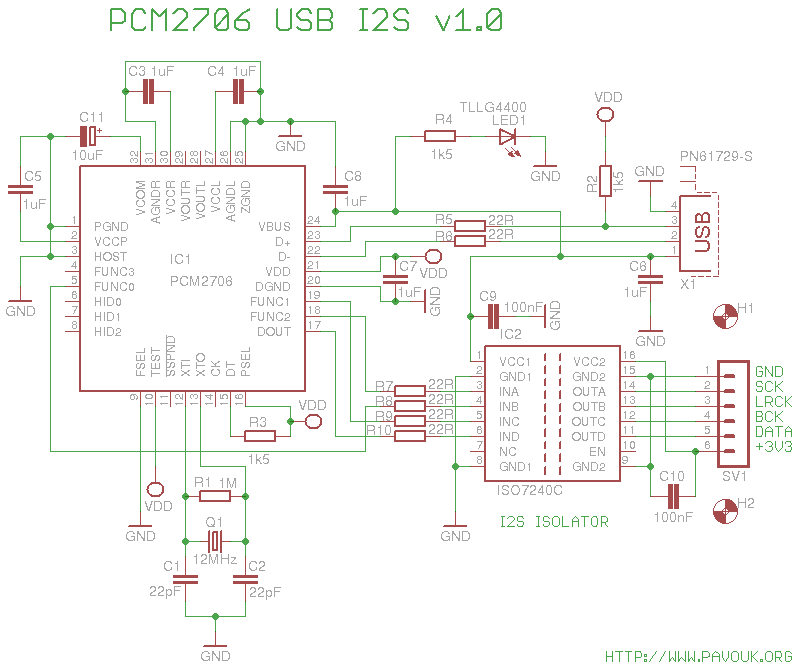 PCM2706 USB I2S v1.0
C3 1uF
C4 1uF
C11
10uF
GND
C5
1uF
C8
1uF
TLLG4400
LED1
R4
1k5
GND
VDD
R2
1k5
GND
PN61729-S
USB
X1
4
3
2
1
32
31
30
29
28
27
26
25
VCOM
AGNDR
VCCR
VOUTR
VOUTL
VCCL
AGNDL
ZGND
1 PGND
2 VCCP
3 HOST
4 FUNC3
5 FUNC0
6 HID0
7 HID1
8 HID2
IC1
PCM2706
VBUS 24
D+ 23
D- 22
VDD 21
DGND 20
FUNC1 19
FUNC2 18
DOUT 17
FSEL
TEST
SSPND
XTI
XTO
CK
DT
PSEL
9
10
11
12
13
14
15
16
R5 22R
R6 22R
VDD
C7
1uF
GND
C6
1uF
GND
GND
H1
C9
100nF
GND
IC2
1 VCC1
2 GND1
3 INA
4 INB
5 INC
6 IND
7 NC
8 GND1
VCC2 16
GND2 15
OUTA 14
OUTB 13
OUTC 12
OUTD 11
EN 10
GND2 9
ISO7240C
I2S ISOLATOR
R7 22R
R8 22R
R9 22R
R10 22R
1 GND
2 SCK
3 LRCK
4 BCK
5 DATA
6 +3V3
SV1
C10
100nF
H2
VDD
R3
1k5
VDD
GND
R1 1M
Q1
12MHz
C1
22pF
C2
22pF
GND
GND
HTTP://WWW.PAVOUK.ORG